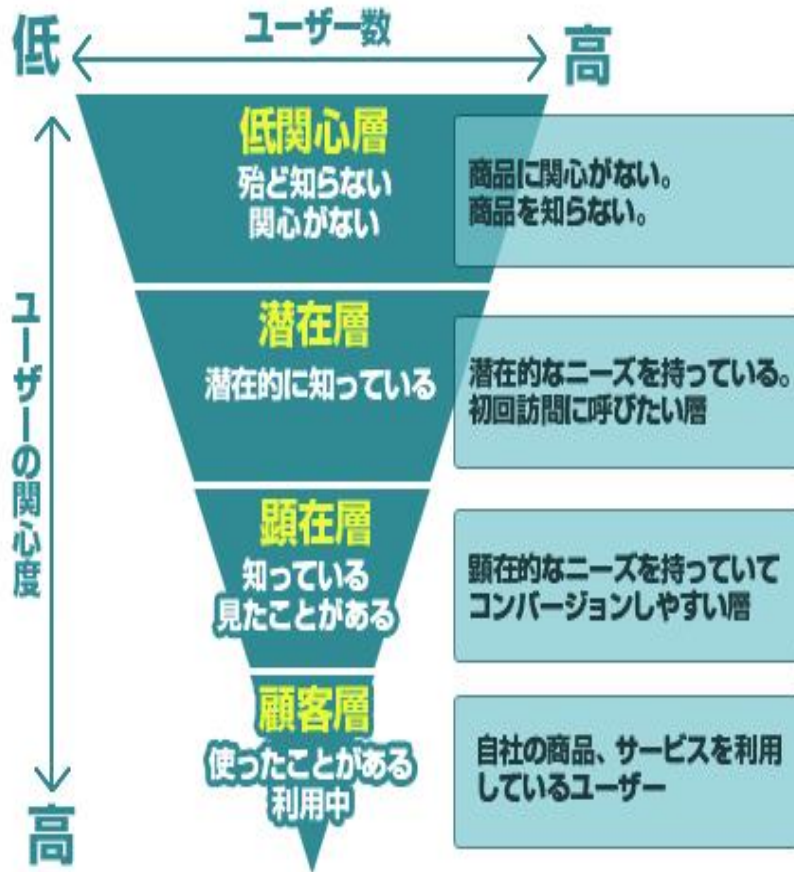 低
ユーザー数
高
ユーザーの関心度
高
低関心層
殆ど知らない
関心がない
商品に関心がない。
商品を知らない。
潜在層
潜在的に知っている
潜在的なニーズを持っている。
初回訪問に呼びたい層
顕在層
知っている
見たことがある
顕在的なニーズを持っていて
コンバージョンしやすい層
顧客層
使ったことがある
利用中
自社の商品、サービスを利用
しているユーザー